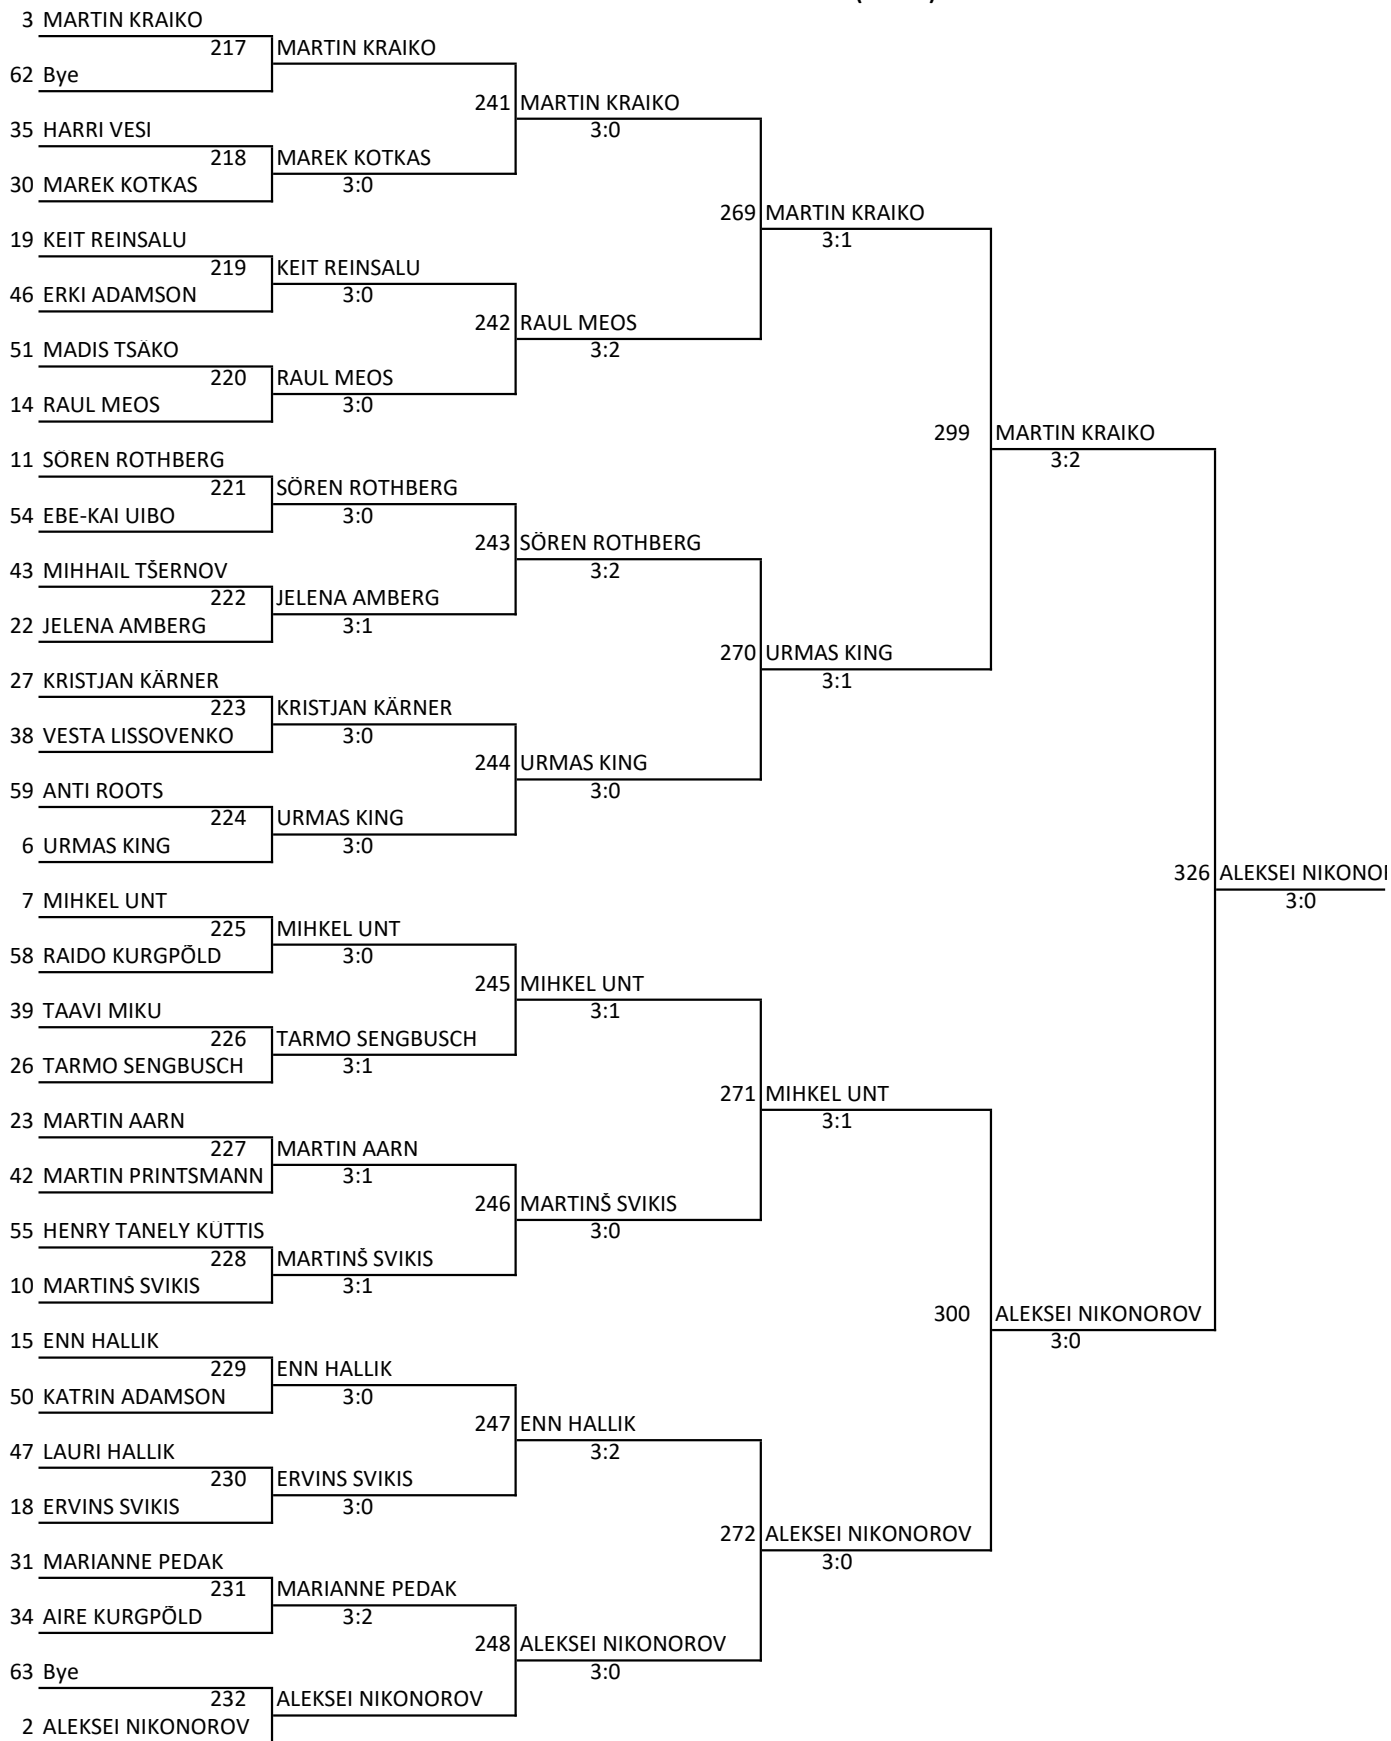 3 MARTIN KRAIKO
217 MARTIN KRAIKO
62 Bye
241 MARTIN KRAIKO
35 HARRI VESI 3:0
218 MAREK KOTKAS
30 MAREK KOTKAS 3:0
269 MARTIN KRAIKO
19 KEIT REINSALU 3:1
219 KEIT REINSALU
46 ERKI ADAMSON 3:0
242 RAUL MEOS
51 MADIS TSÄKO 3:2
220 RAUL MEOS
14 RAUL MEOS 3:0
299 MARTIN KRAIKO
11 SÖREN ROTHBERG 3:2
221 SÖREN ROTHBERG
54 EBE-KAI UIBO 3:0
243 SÖREN ROTHBERG
43 MIHHAIL TŠERNOV 3:2
222 JELENA AMBERG
22 JELENA AMBERG 3:1
270 URMAS KING
27 KRISTJAN KÄRNER 3:1
223 KRISTJAN KÄRNER
38 VESTA LISSOVENKO 3:0
244 URMAS KING
59 ANTI ROOTS 3:0
224 URMAS KING
6 URMAS KING 3:0
326 ALEKSEI NIKONO
7 MIHKEL UNT 3:0
225 MIHKEL UNT
58 RAIDO KURGPÕLD 3:0
245 MIHKEL UNT
39 TAAVI MIKU 3:1
226 TARMO SENGBUSCH
26 TARMO SENGBUSCH 3:1
271 MIHKEL UNT
23 MARTIN AARN 3:1
227 MARTIN AARN
42 MARTIN PRINTSMANN 3:1
246 MARTINŠ SVIKIS
55 HENRY TANELY KÜTTIS 3:0
228 MARTINŠ SVIKIS
10 MARTINŠ SVIKIS 3:1
300 ALEKSEI NIKONOROV
15 ENN HALLIK 3:0
229 ENN HALLIK
50 KATRIN ADAMSON 3:0
247 ENN HALLIK
47 LAURI HALLIK 3:2
230 ERVINS SVIKIS
18 ERVINS SVIKIS 3:0
272 ALEKSEI NIKONOROV
31 MARIANNE PEDAK 3:0
231 MARIANNE PEDAK
34 AIRE KURGPÕLD 3:2
248 ALEKSEI NIKONOROV
63 Bye 3:0
232 ALEKSEI NIKONOROV
2 ALEKSEI NIKONOROV